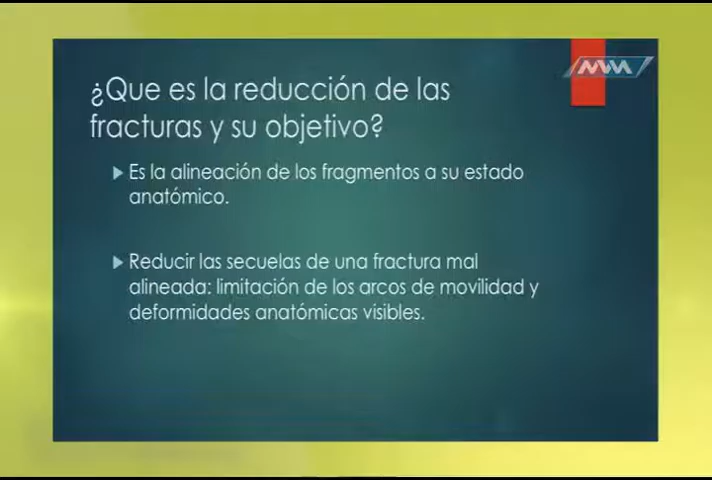 ¿Que es la reducción de las
fracturas y su objetivo?
Es la alineación de los fragmentos a su estado
anatómico.
Reducir las secuelas de una fractura mal
alineada: limitación de los arcos de movilidad y
deformidades anatómicas visibles.